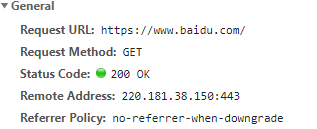 General
Request URL: https://www.baidu.com/
Request Method: GET
Status Code: 200 OK
Remote Address: 220.181.38.150:443
Referrer Policy: no-referrer-when-downgrade